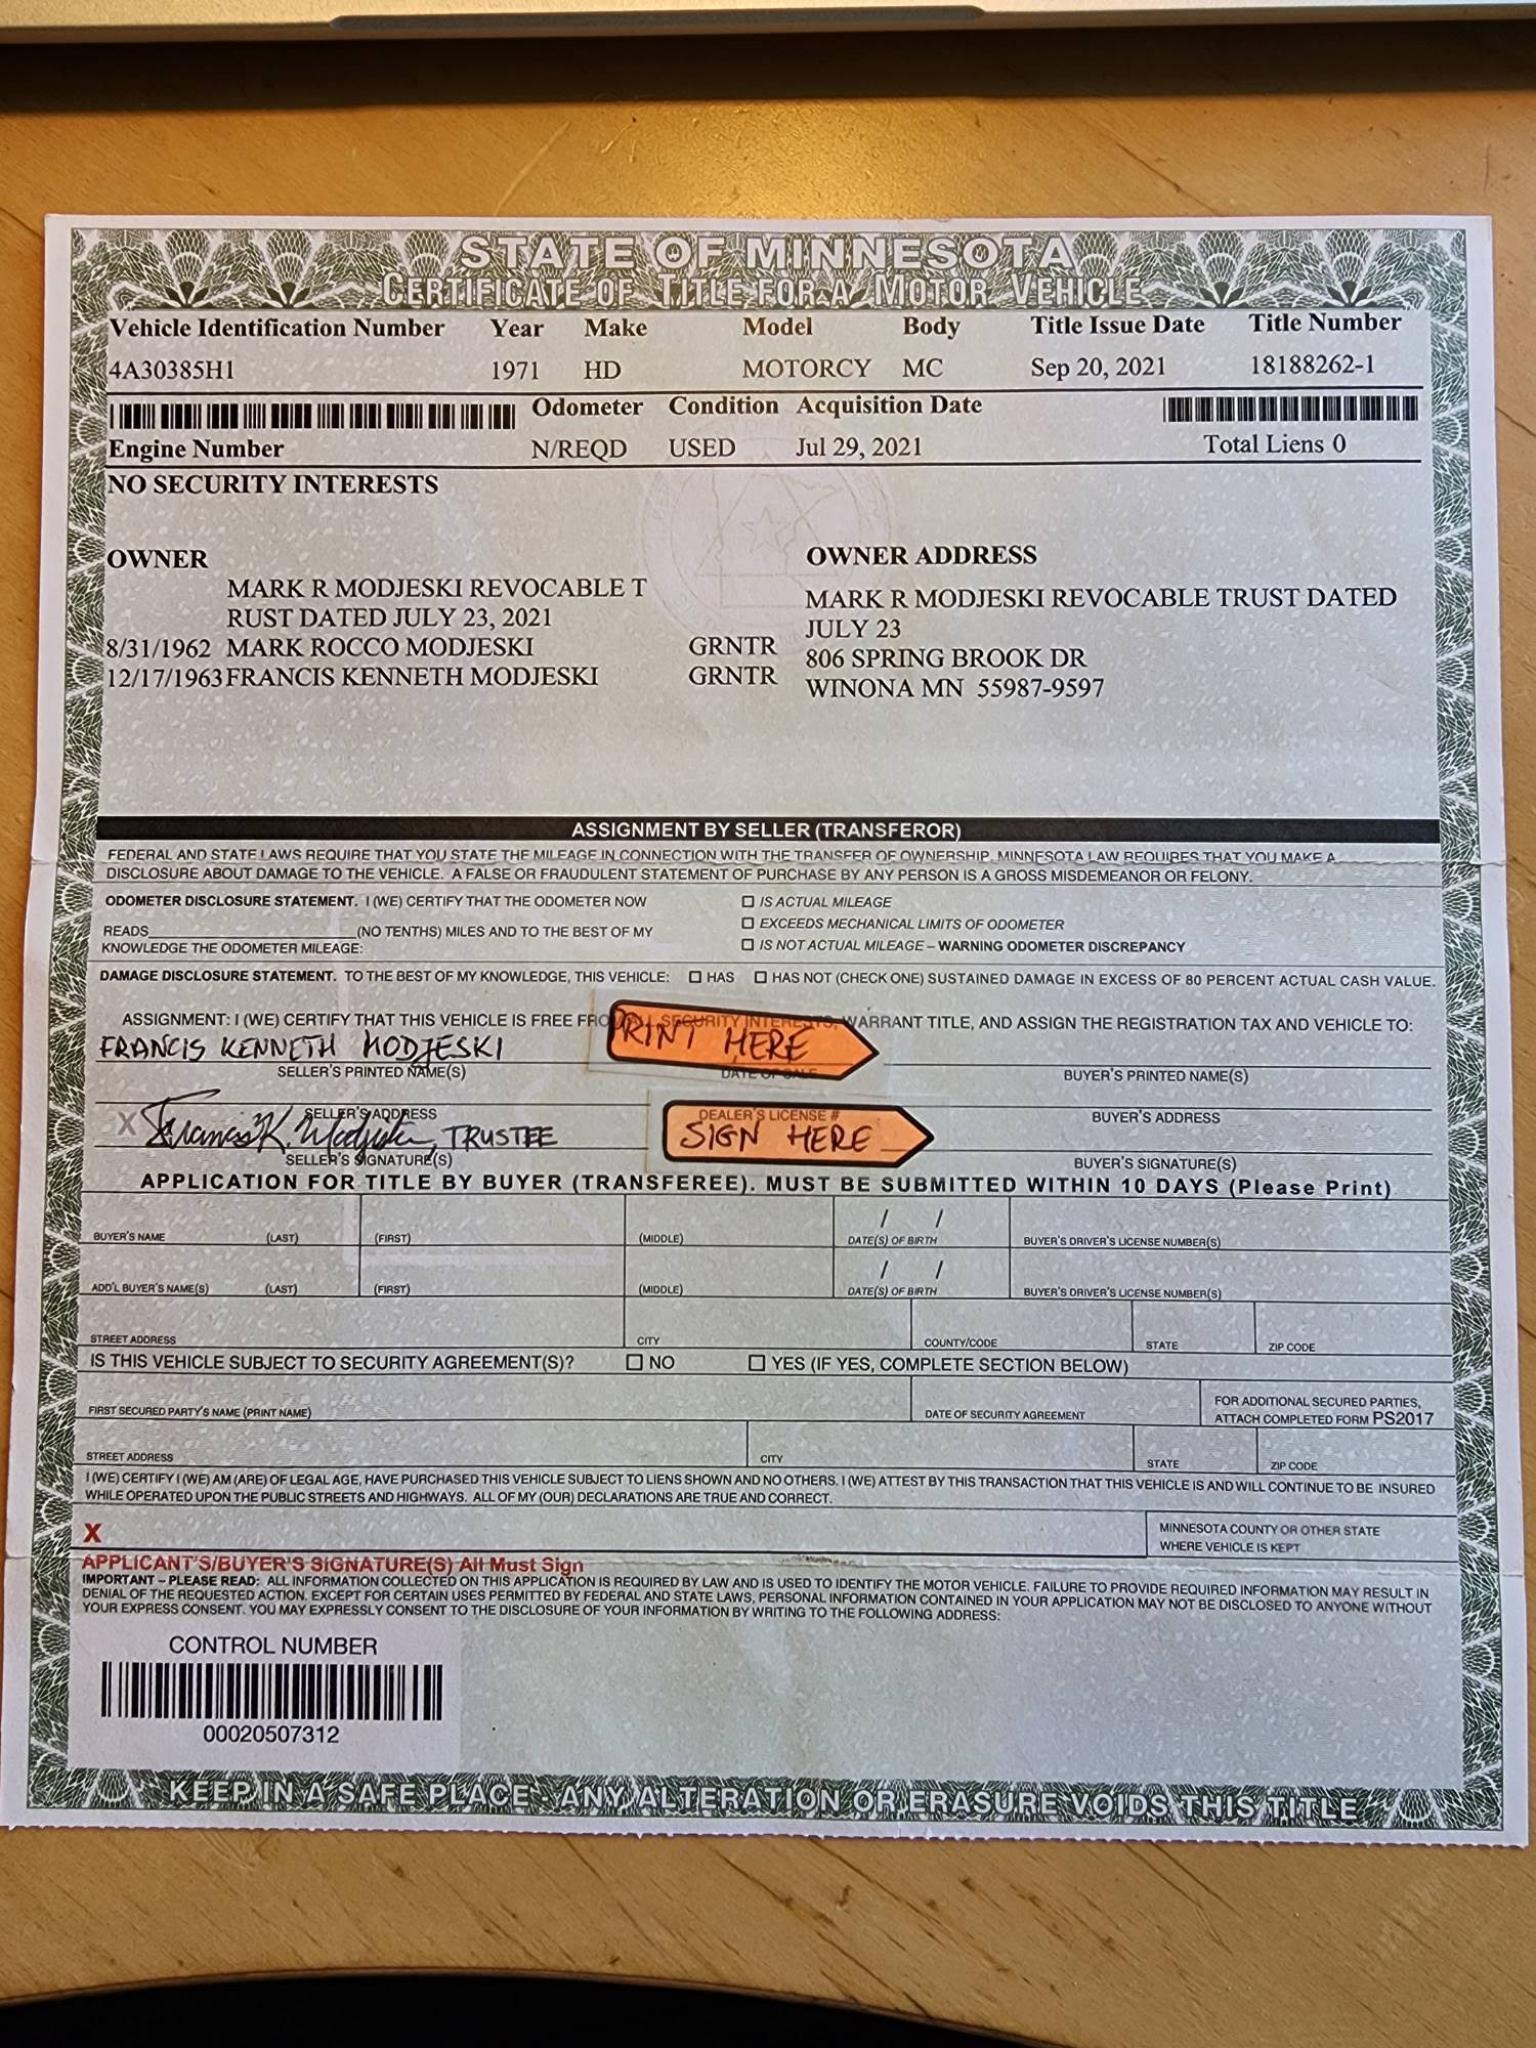 STATE OF MINNESOTA
CERTIFICATE OF TITLE FOR A MOTOR VEHICLE
Vehicle Identification Number Year Make Model Body Title Issue Date Title Number
4A30385H1 1971 HD MOTORCY MC Sep 20, 2021 18188262-1
Odometer Condition Acquisition Date
Engine Number N/REQD USED Jul 29, 2021 Total Liens 0
NO SECURITY INTERESTS
OWNER OWNER ADDRESS
MARK R MODJESKI REVOCABLE T MARK R MODJESKI REVOCABLE TRUST DATED
RUST DATED JULY 23, 2021 JULY 23
8/31/1962 MARK ROCCO MODJESKI GRNTR 806 SPRING BROOK DR
12/17/1963 FRANCIS KENNETH MODJESKI GRNTR WINONA MN 55987-9597
ASSIGNMENT BY SELLER (TRANSFEROR)
FEDERAL AND STATE LAWS REQUIRE THAT YOU STATE THE MILEAGE IN CONNECTION WITH THE TRANSFER OF OWNERSHIP. MINNESOTA LAW REQUIRES THAT YOU MAKE A
DISCLOSURE ABOUT DAMAGE TO THE VEHICLE. A FALSE OR FRAUDULENT STATEMENT OF PURCHASE BY ANY PERSON IS A GROSS MISDEMEANOR OR FELONY.
ODOMETER DISCLOSURE STATEMENT. I (WE) CERTIFY THAT THE ODOMETER NOW IS ACTUAL MILEAGE
EXCEEDS MECHANICAL LIMITS OF ODOMETER
READS (NO TENTHS) MILES AND TO THE BEST OF MY IS NOT ACTUAL MILEAGE – WARNING ODOMETER DISCREPANCY
KNOWLEDGE THE ODOMETER MILEAGE:
DAMAGE DISCLOSURE STATEMENT. TO THE BEST OF MY KNOWLEDGE, THIS VEHICLE: HAS HAS NOT (CHECK ONE) SUSTAINED DAMAGE IN EXCESS OF 80 PERCENT ACTUAL CASH VALUE.
ASSIGNMENT: I (WE) CERTIFY THAT THIS VEHICLE IS FREE FROM SECURITY INTERESTS, WARRANT TITLE, AND ASSIGN THE REGISTRATION TAX AND VEHICLE TO:
FRANCIS KENNETH MODJESKI PRINT HERE
SELLER'S PRINTED NAME(S) DATE OF SALE BUYER'S PRINTED NAME(S)
SELLER'S ADDRESS DEALER'S LICENSE # BUYER'S ADDRESS
X Francis K. Modjeski, TRUSTEE SIGN HERE
SELLER'S SIGNATURE(S) BUYER'S SIGNATURE(S)
APPLICATION FOR TITLE BY BUYER (TRANSFEREE). MUST BE SUBMITTED WITHIN 10 DAYS (Please Print)
/ /
BUYER'S NAME (LAST) (FIRST) (MIDDLE) DATE(S) OF BIRTH BUYER'S DRIVER'S LICENSE NUMBER(S)
/ /
ADD'L BUYER'S NAME(S) (LAST) (FIRST) (MIDDLE) DATE(S) OF BIRTH BUYER'S DRIVER'S LICENSE NUMBER(S)
STREET ADDRESS CITY COUNTY/CODE STATE ZIP CODE
IS THIS VEHICLE SUBJECT TO SECURITY AGREEMENT(S)? NO YES (IF YES, COMPLETE SECTION BELOW)
FIRST SECURED PARTY'S NAME (PRINT NAME) DATE OF SECURITY AGREEMENT FOR ADDITIONAL SECURED PARTIES,
ATTACH COMPLETED FORM PS2017
STREET ADDRESS CITY STATE ZIP CODE
I (WE) CERTIFY I (WE) AM (ARE) OF LEGAL AGE, HAVE PURCHASED THIS VEHICLE SUBJECT TO LIENS SHOWN AND NO OTHERS. I (WE) ATTEST BY THIS TRANSACTION THAT THIS VEHICLE IS AND WILL CONTINUE TO BE INSURED
WHILE OPERATED UPON THE PUBLIC STREETS AND HIGHWAYS. ALL OF MY (OUR) DECLARATIONS ARE TRUE AND CORRECT.
X MINNESOTA COUNTY OR OTHER STATE
WHERE VEHICLE IS KEPT
APPLICANT'S/BUYER'S SIGNATURE(S) All Must Sign
IMPORTANT – PLEASE READ: ALL INFORMATION COLLECTED ON THIS APPLICATION IS REQUIRED BY LAW AND IS USED TO IDENTIFY THE MOTOR VEHICLE. FAILURE TO PROVIDE REQUIRED INFORMATION MAY RESULT IN
DENIAL OF THE REQUESTED ACTION. EXCEPT FOR CERTAIN USES PERMITTED BY FEDERAL AND STATE LAWS, PERSONAL INFORMATION CONTAINED IN YOUR APPLICATION MAY NOT BE DISCLOSED TO ANYONE WITHOUT
YOUR EXPRESS CONSENT. YOU MAY EXPRESSLY CONSENT TO THE DISCLOSURE OF YOUR INFORMATION BY WRITING TO THE FOLLOWING ADDRESS:
CONTROL NUMBER
00020507312
KEEP IN A SAFE PLACE - ANY ALTERATION OR ERASURE VOIDS THIS TITLE